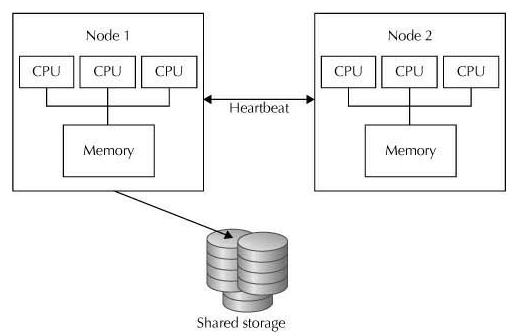 Node 1
CPU CPU CPU
Memory
Heartbeat
Node 2
CPU CPU CPU
Memory
Shared storage